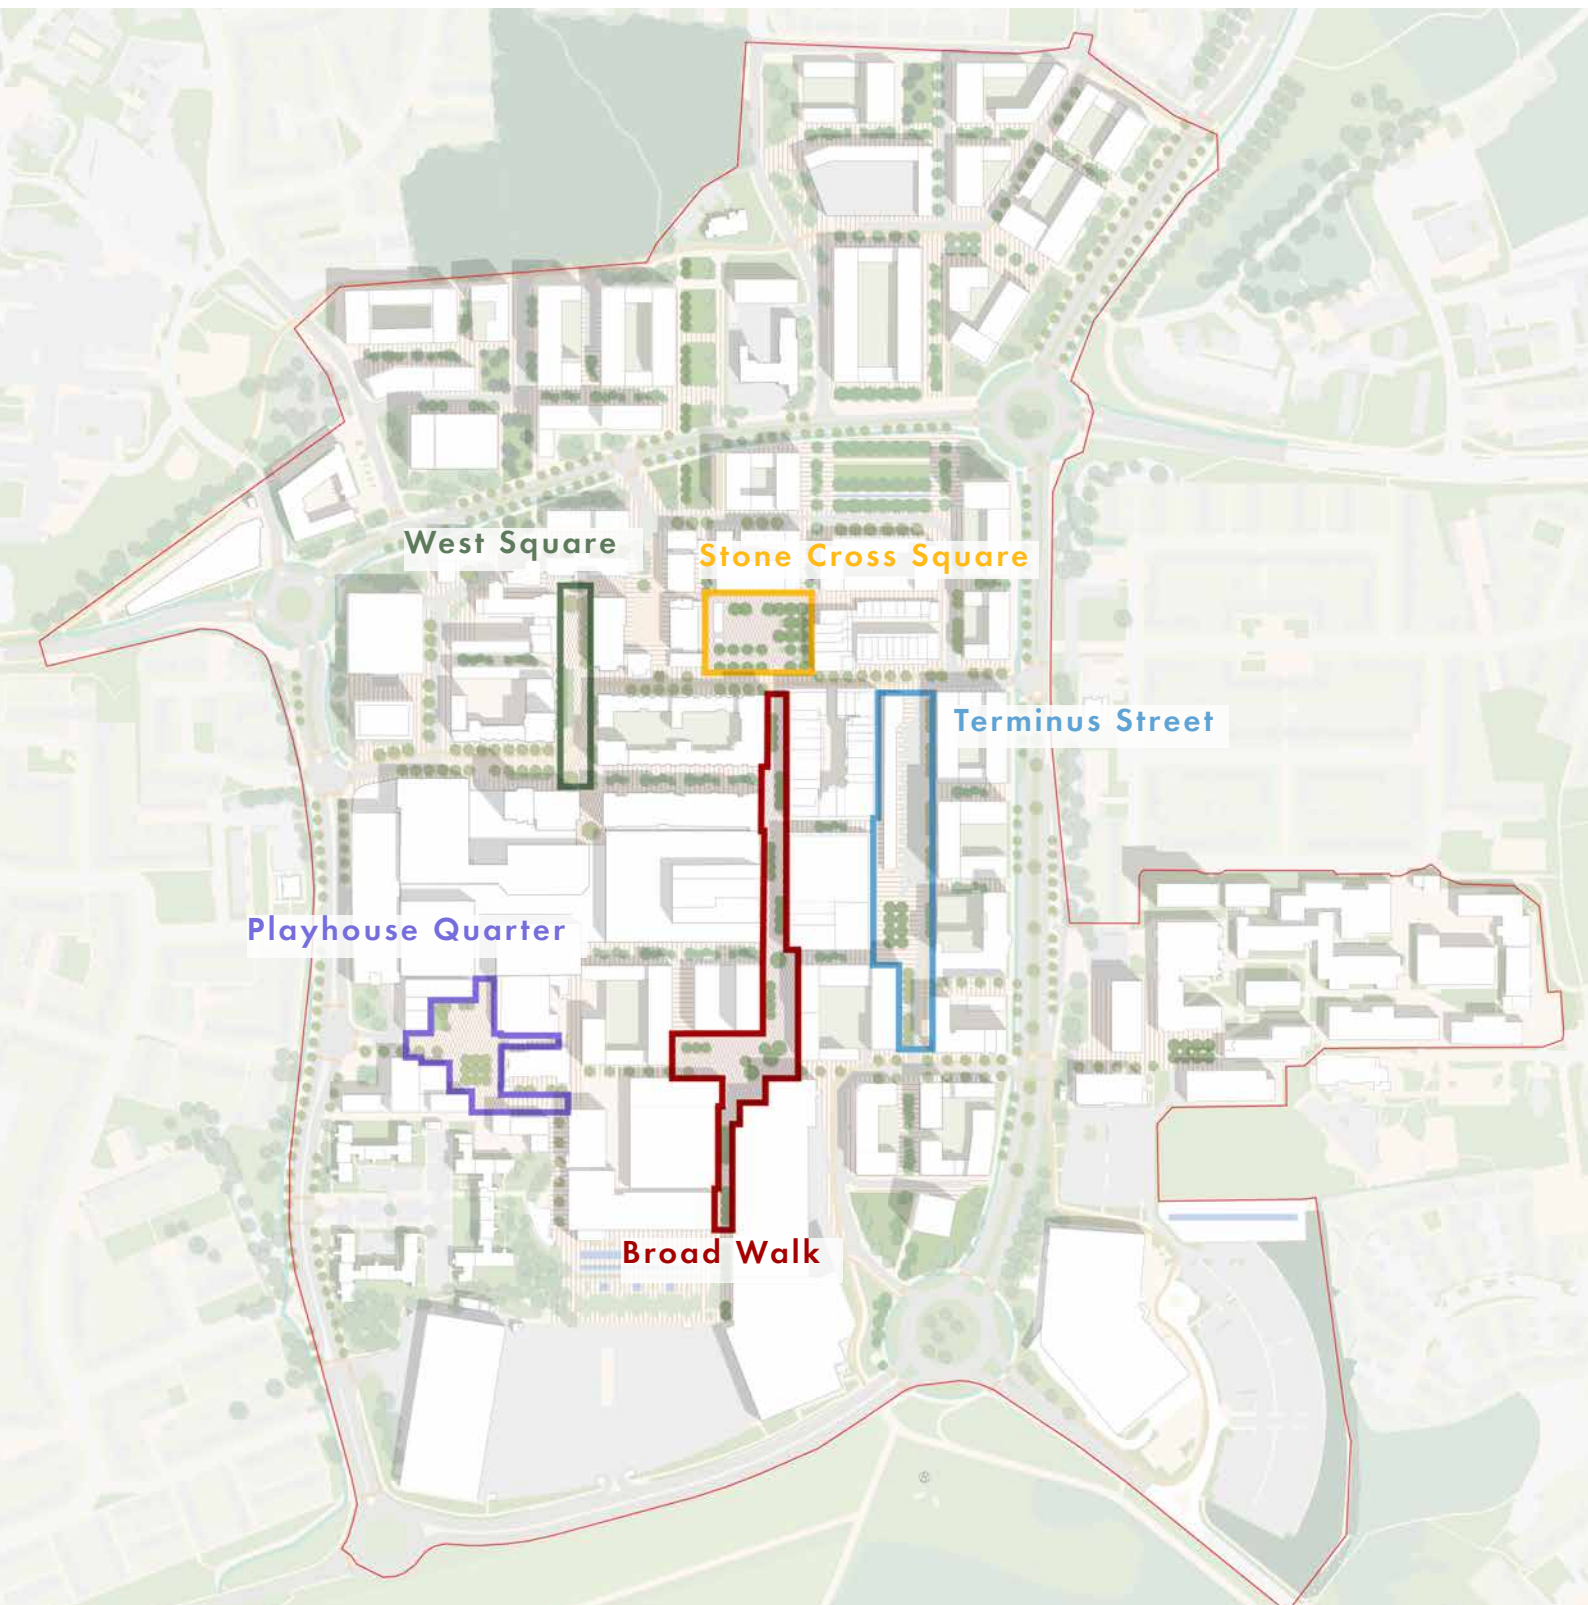 West Square
Stone Cross Square
Terminus Street
Playhouse Quarter
Broad Walk